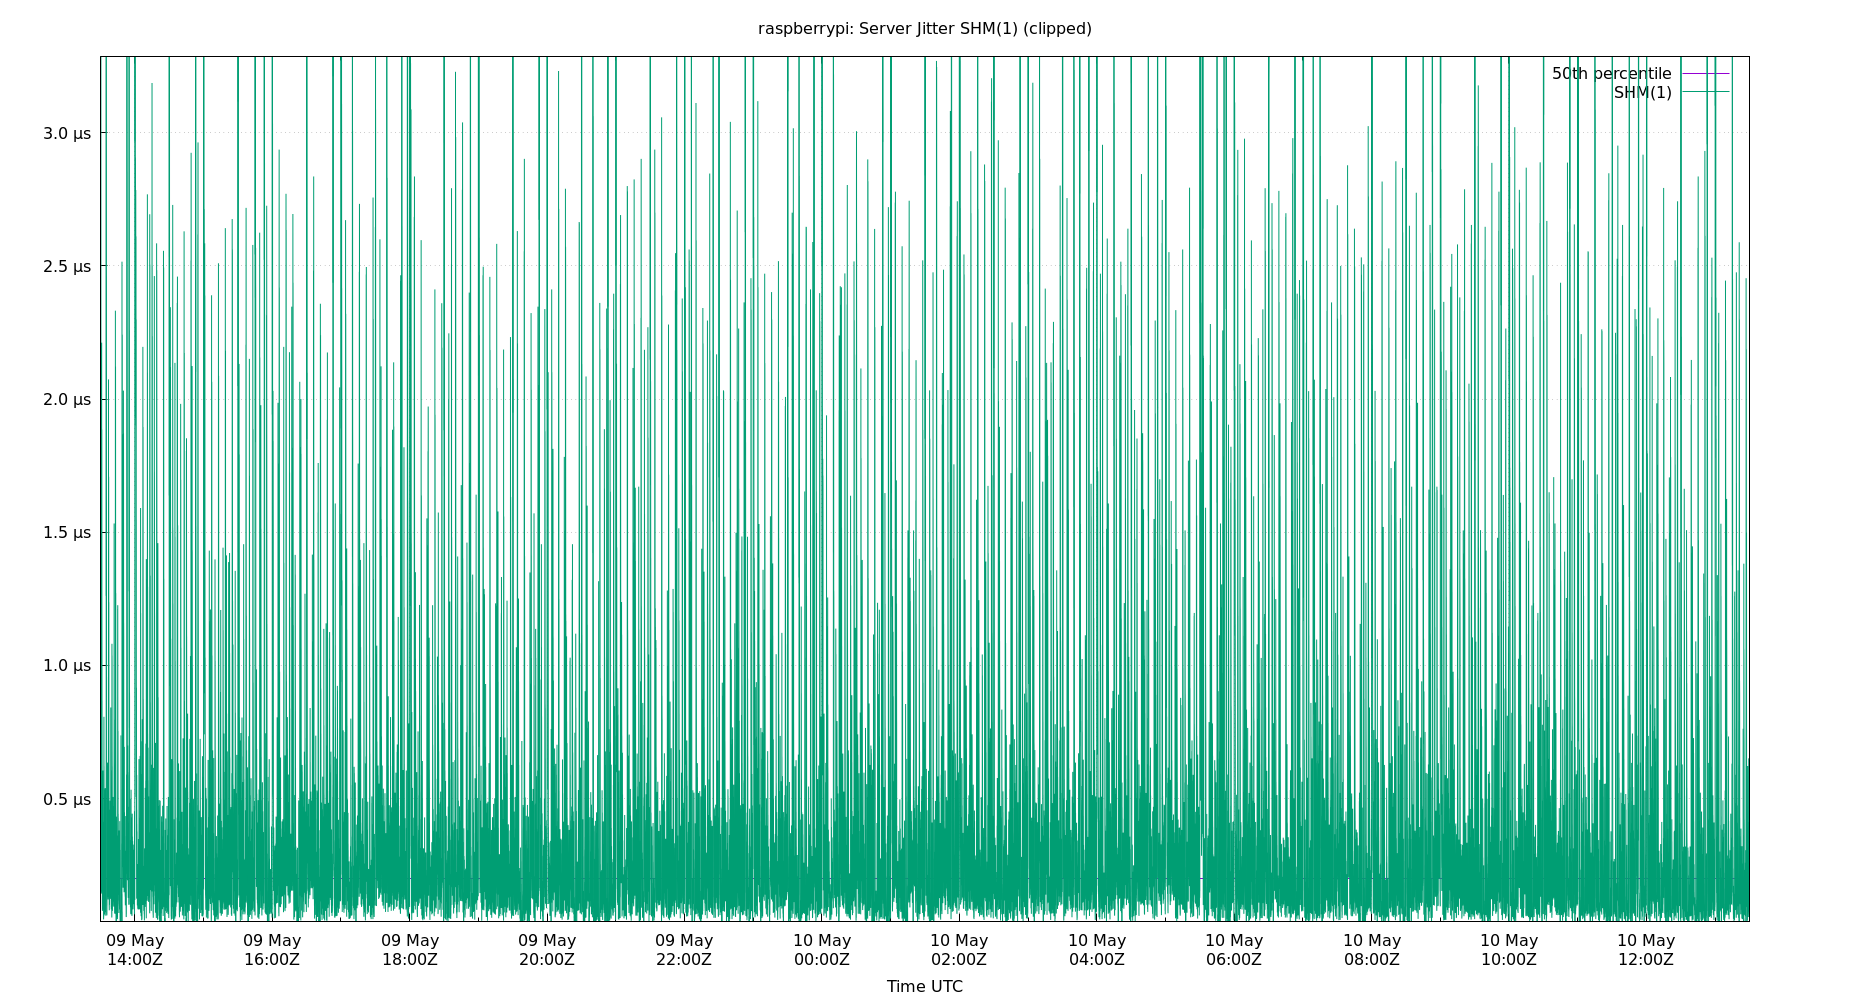 raspberrypi: Server Jitter SHM(1) (clipped)
50th percentile
SHM(1)
3.0 μs
2.5 μs
2.0 μs
1.5 μs
1.0 μs
0.5 μs
09 May 09 May 09 May 09 May 09 May 10 May 10 May 10 May 10 May 10 May 10 May 10 May
14:00Z 16:00Z 18:00Z 20:00Z 22:00Z 00:00Z 02:00Z 04:00Z 06:00Z 08:00Z 10:00Z 12:00Z
Time UTC